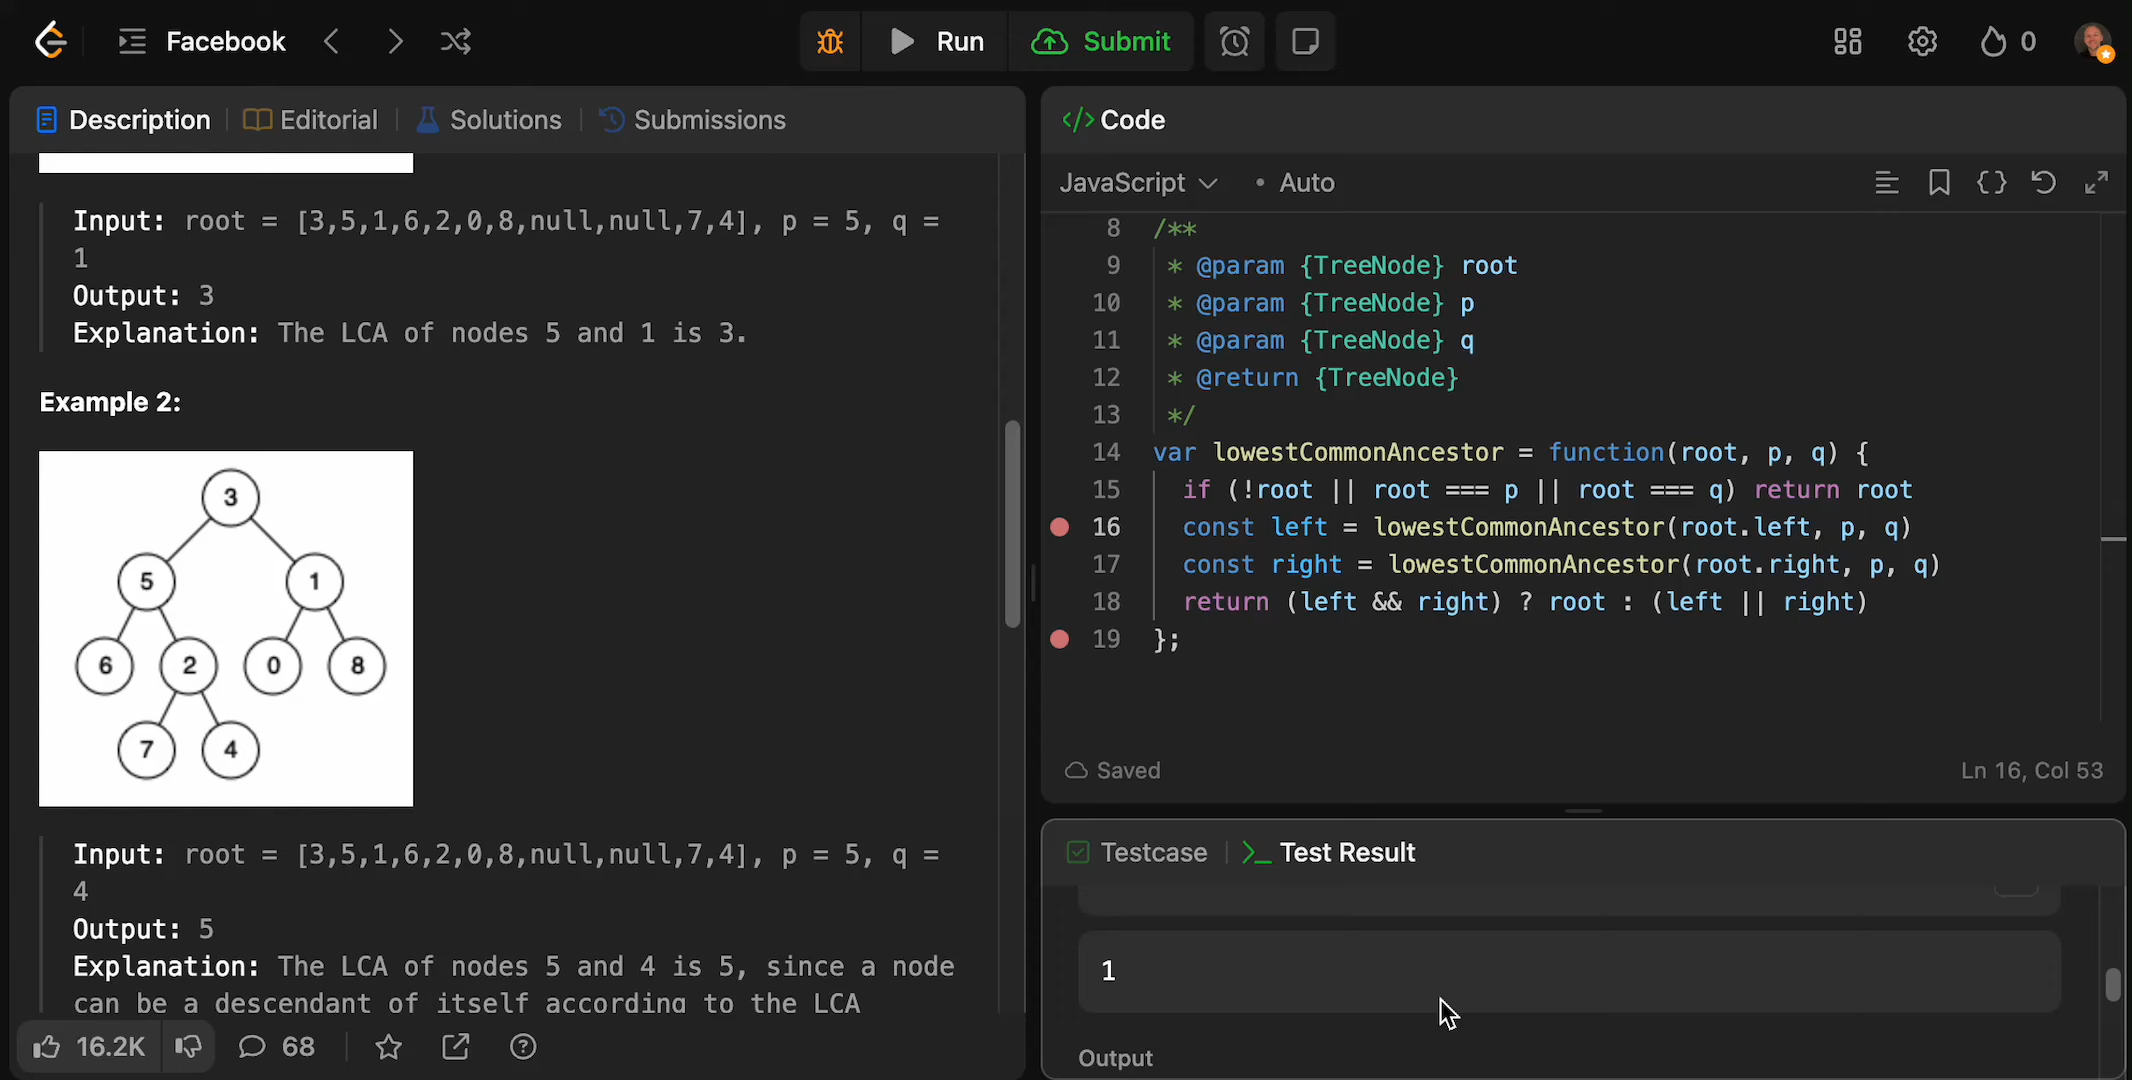 Facebook
Run
Submit
0
Description
Editorial
Solutions
Submissions
Input: root = [3,5,1,6,2,0,8,null,null,7,4], p = 5, q =
1
Output: 3
Explanation: The LCA of nodes 5 and 1 is 3.
Example 2:
3
5
1
6
2
0
8
7
4
Input: root = [3,5,1,6,2,0,8,null,null,7,4], p = 5, q =
4
Output: 5
Explanation: The LCA of nodes 5 and 4 is 5, since a node
can be a descendant of itself according to the LCA
16.2K
68
</> Code
JavaScript
• Auto
8 /**
9 * @param {TreeNode} root
10 * @param {TreeNode} p
11 * @param {TreeNode} q
12 * @return {TreeNode}
13 */
14 var lowestCommonAncestor = function(root, p, q) {
15 if (!root || root === p || root === q) return root
16 const left = lowestCommonAncestor(root.left, p, q)
17 const right = lowestCommonAncestor(root.right, p, q)
18 return (left && right) ? root : (left || right)
19 };
Saved
Ln 16, Col 53
Testcase
>_ Test Result
1
Output